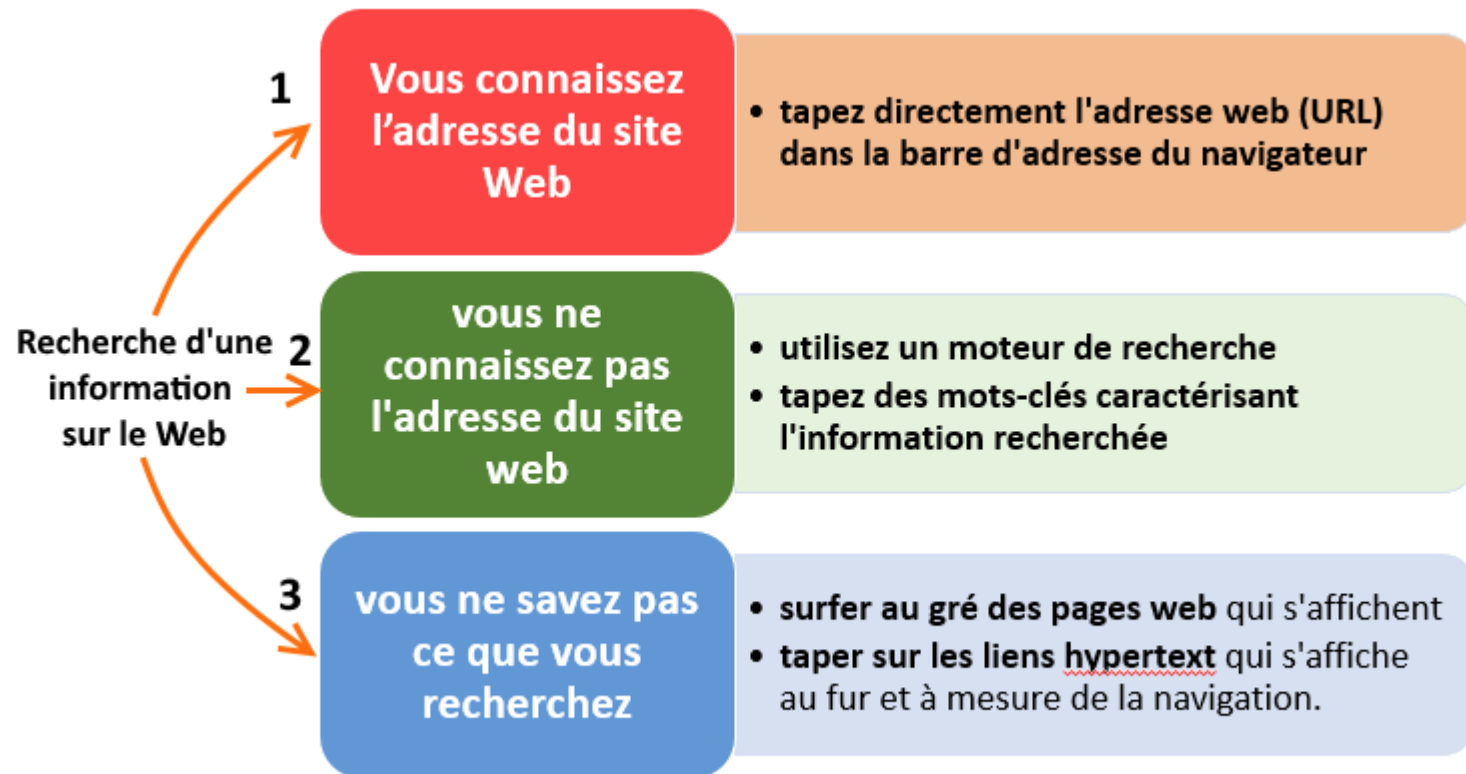 Recherche d'une
information
sur le Web
1
Vous connaissez
l’adresse du site
Web
• tapez directement l'adresse web (URL)
dans la barre d'adresse du navigateur
2
vous ne
connaissez pas
l'adresse du site
web
• utilisez un moteur de recherche
• tapez des mots-clés caractérisant
l'information recherchée
3
vous ne savez pas
ce que vous
recherchez
• surfer au gré des pages web qui s'affichent
• taper sur les liens hypertext qui s'affiche
au fur et à mesure de la navigation.